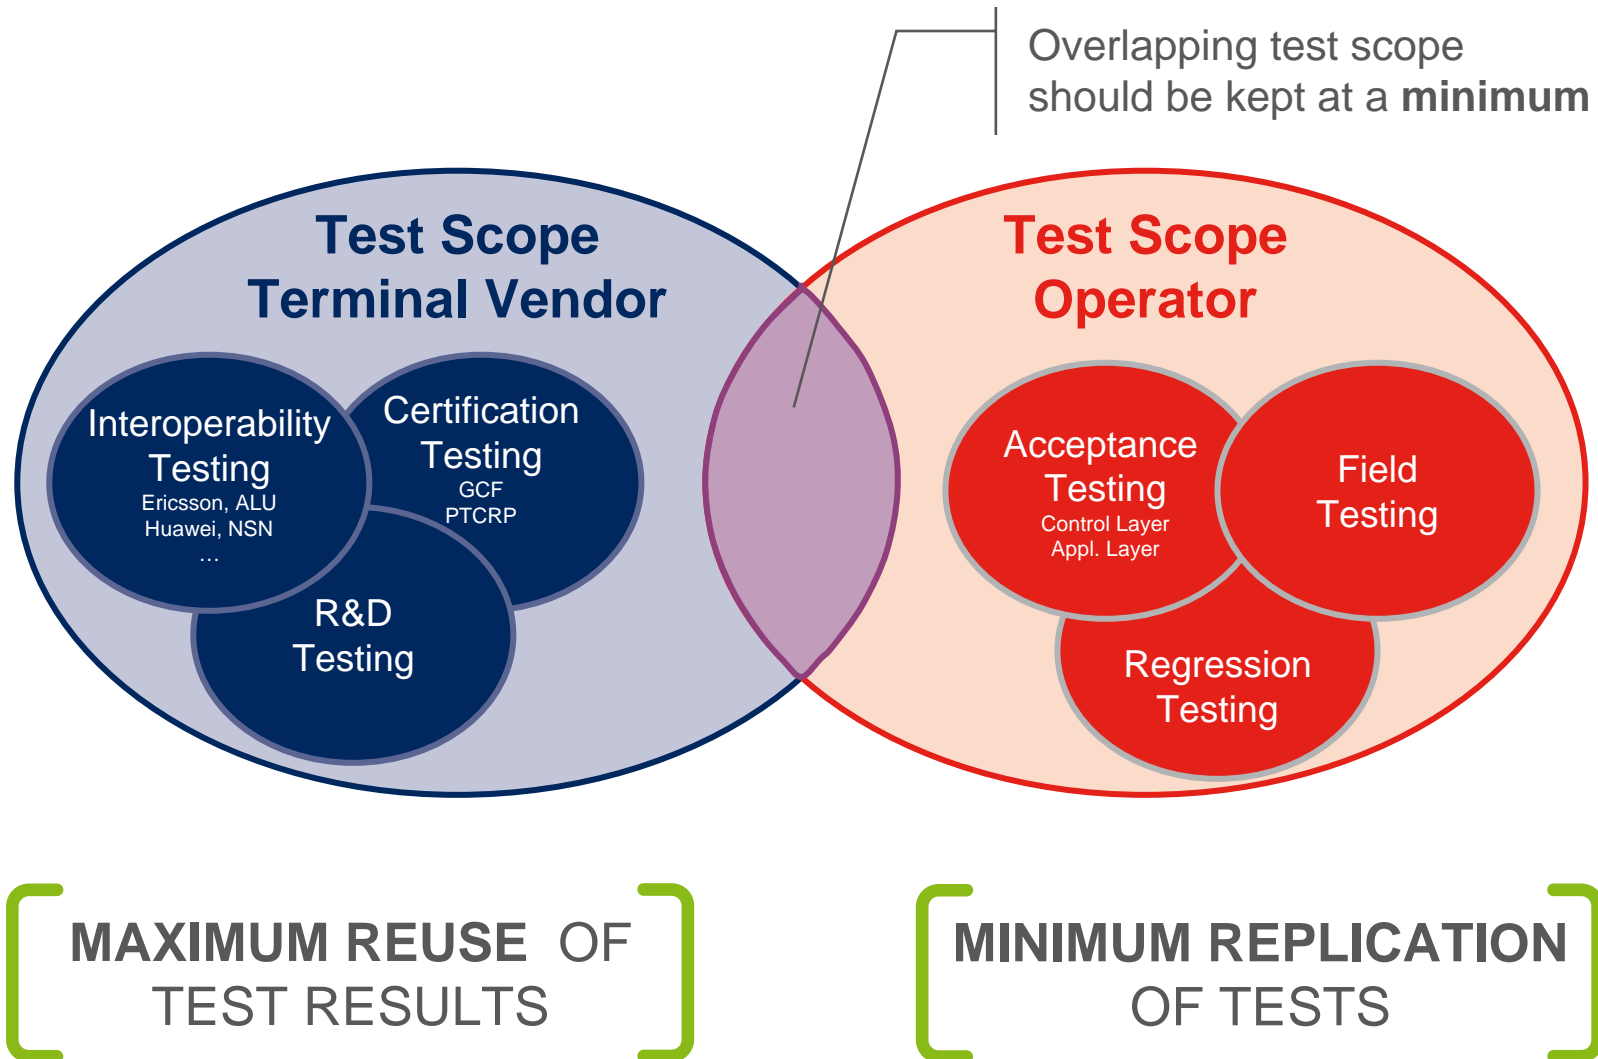 Overlapping test scope
should be kept at a minimum
Test Scope
Terminal Vendor
Interoperability
Testing
Ericsson, ALU
Huawei, NSN
…
Certification
Testing
GCF
PTCRP
R&D
Testing
Test Scope
Operator
Acceptance
Testing
Control Layer
Appl. Layer
Field
Testing
Regression
Testing
MAXIMUM REUSE OF
TEST RESULTS
MINIMUM REPLICATION
OF TESTS